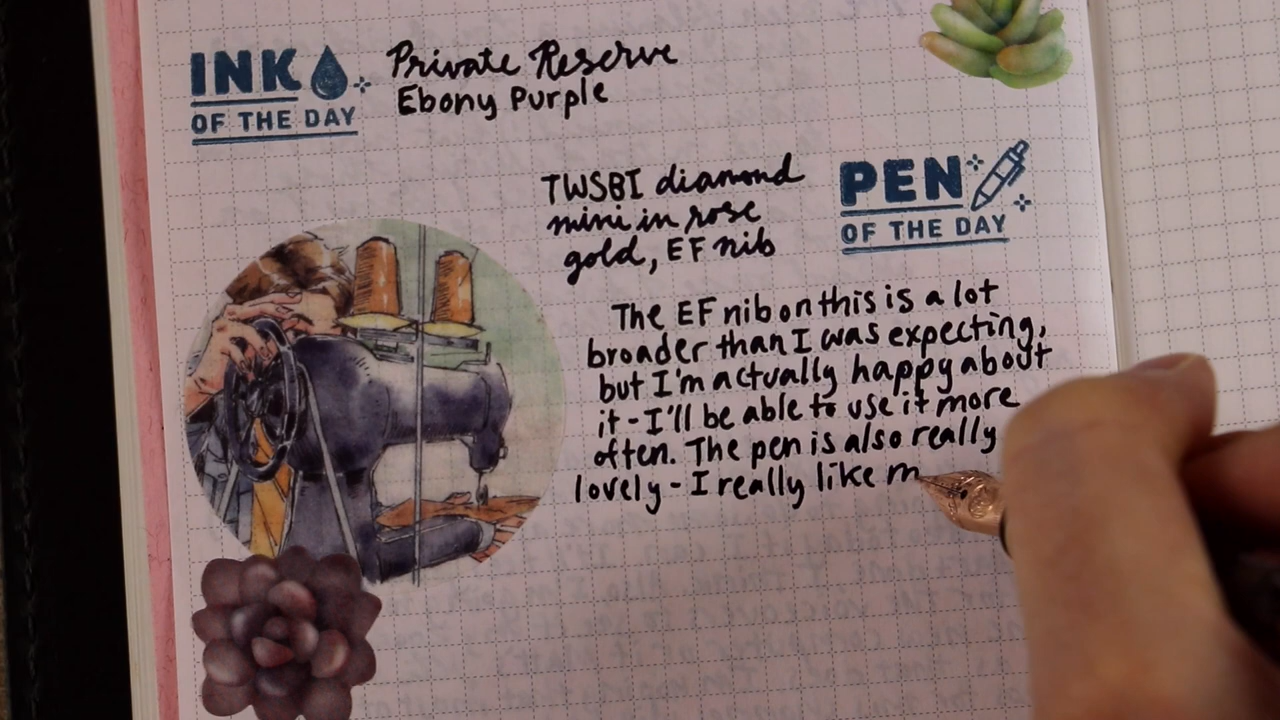 INK
OF THE DAY
Private Reserve
Ebony Purple
TWSBI diamond
mini in rose
gold, EF nib
PEN
OF THE DAY
The EF nib on this is a lot
broader than I was expecting,
but I'm actually happy about
it - I'll be able to use it more
often. The pen is also really
lovely - I really like m